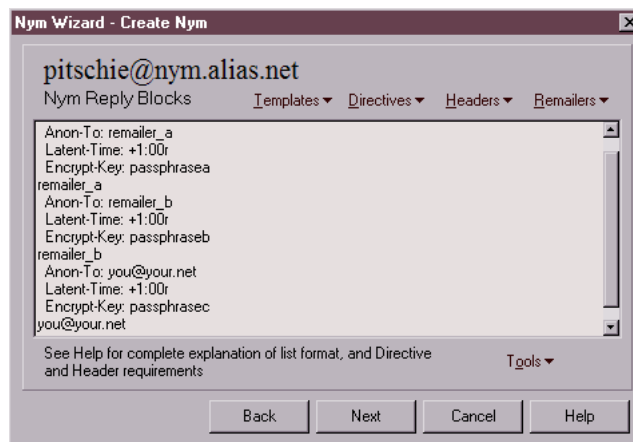 Nym Wizard - Create Nym
pitschie@nym.alias.net
Nym Reply Blocks Templates Directives Headers Remailers
Anon-To: remailer_a
Latent-Time: +1:00r
Encrypt-Key: passphrasea
remailer_a
Anon-To: remailer_b
Latent-Time: +1:00r
Encrypt-Key: passphraseb
remailer_b
Anon-To: you@your.net
Latent-Time: +1:00r
Encrypt-Key: passphrasec
you@your.net
See Help for complete explanation of list format, and Directive
and Header requirements
Tools
Back Next Cancel Help